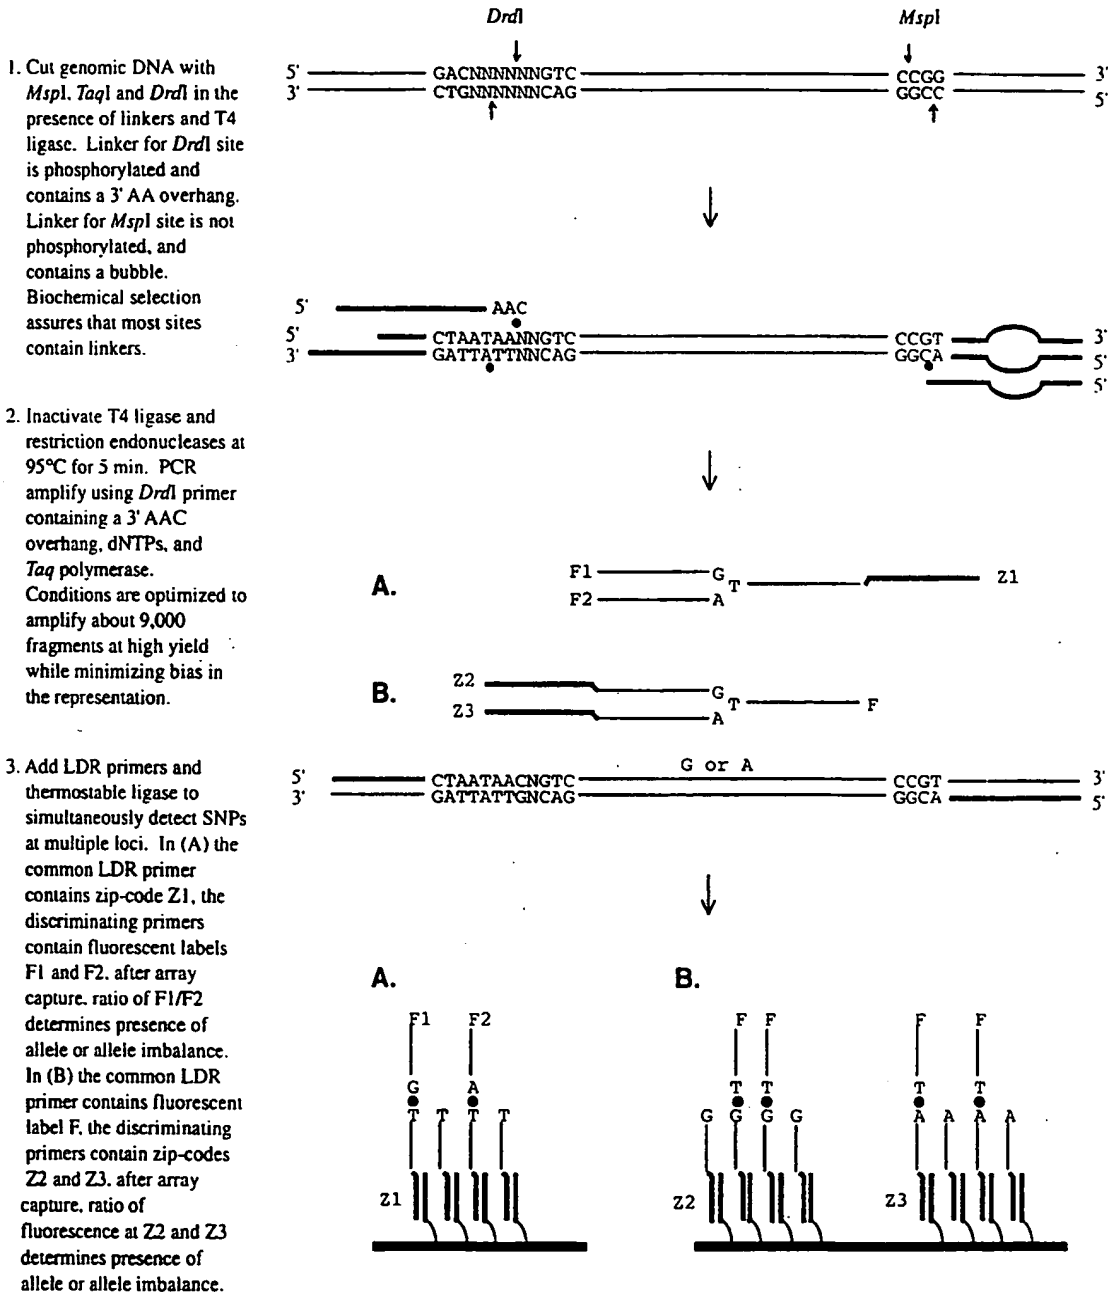 DrdI
MspI
1. Cut genomic DNA with
MspI, TaqI and DrdI in the
presence of linkers and T4
ligase. Linker for DrdI site
is phosphorylated and
contains a 3' AA overhang.
Linker for MspI site is not
phosphorylated, and
contains a bubble.
Biochemical selection
assures that most sites
contain linkers.
5' GACNNNNNNGTC CCGG 3'
3' CTGNNNNNNCAG GGCC 5'
5' AAC
5' CTAATAANNGTC CCGT 3'
3' GATTATTNNCAG GGCA 5'
5'
2. Inactivate T4 ligase and
restriction endonucleases at
95°C for 5 min. PCR
amplify using DrdI primer
containing a 3' AAC
overhang, dNTPs, and
Taq polymerase.
Conditions are optimized to
amplify about 9,000
fragments at high yield
while minimizing bias in
the representation.
A.
F1 G T Z1
F2 A
B.
Z2 G T F
Z3 A
3. Add LDR primers and
thermostable ligase to
simultaneously detect SNPs
at multiple loci. In (A) the
common LDR primer
contains zip-code Z1, the
discriminating primers
contain fluorescent labels
F1 and F2, after array
capture, ratio of F1/F2
determines presence of
allele or allele imbalance.
In (B) the common LDR
primer contains fluorescent
label F, the discriminating
primers contain zip-codes
Z2 and Z3, after array
capture, ratio of
fluorescence at Z2 and Z3
determines presence of
allele or allele imbalance.
G or A
5' CTAATAACNGTC CCGT 3'
3' GATTATTGNCAG GGCA 5'
A.
F1 F2
G A
T T T T
Z1
B.
F F F F
T T T T
G G G G A A A A
Z2 Z3